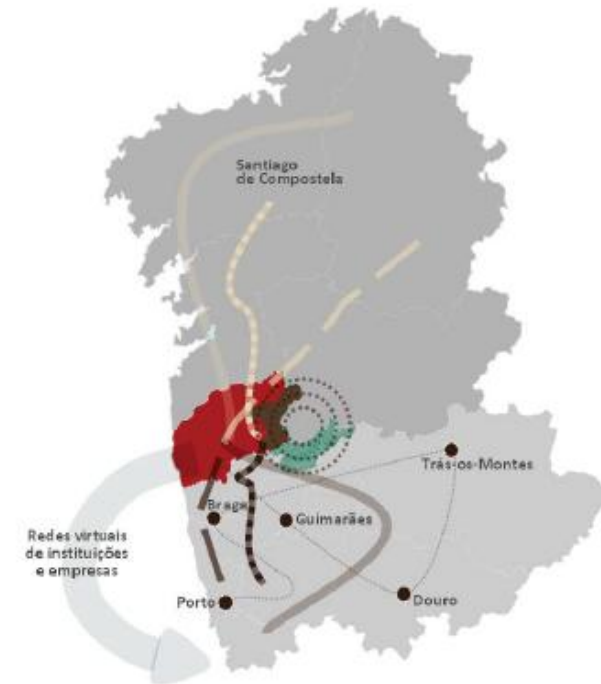 Santiago
de Compostela
Trás-os-Montes
Braga
Guimarães
Redes virtuais
de instituições
e empresas
Porto
Douro